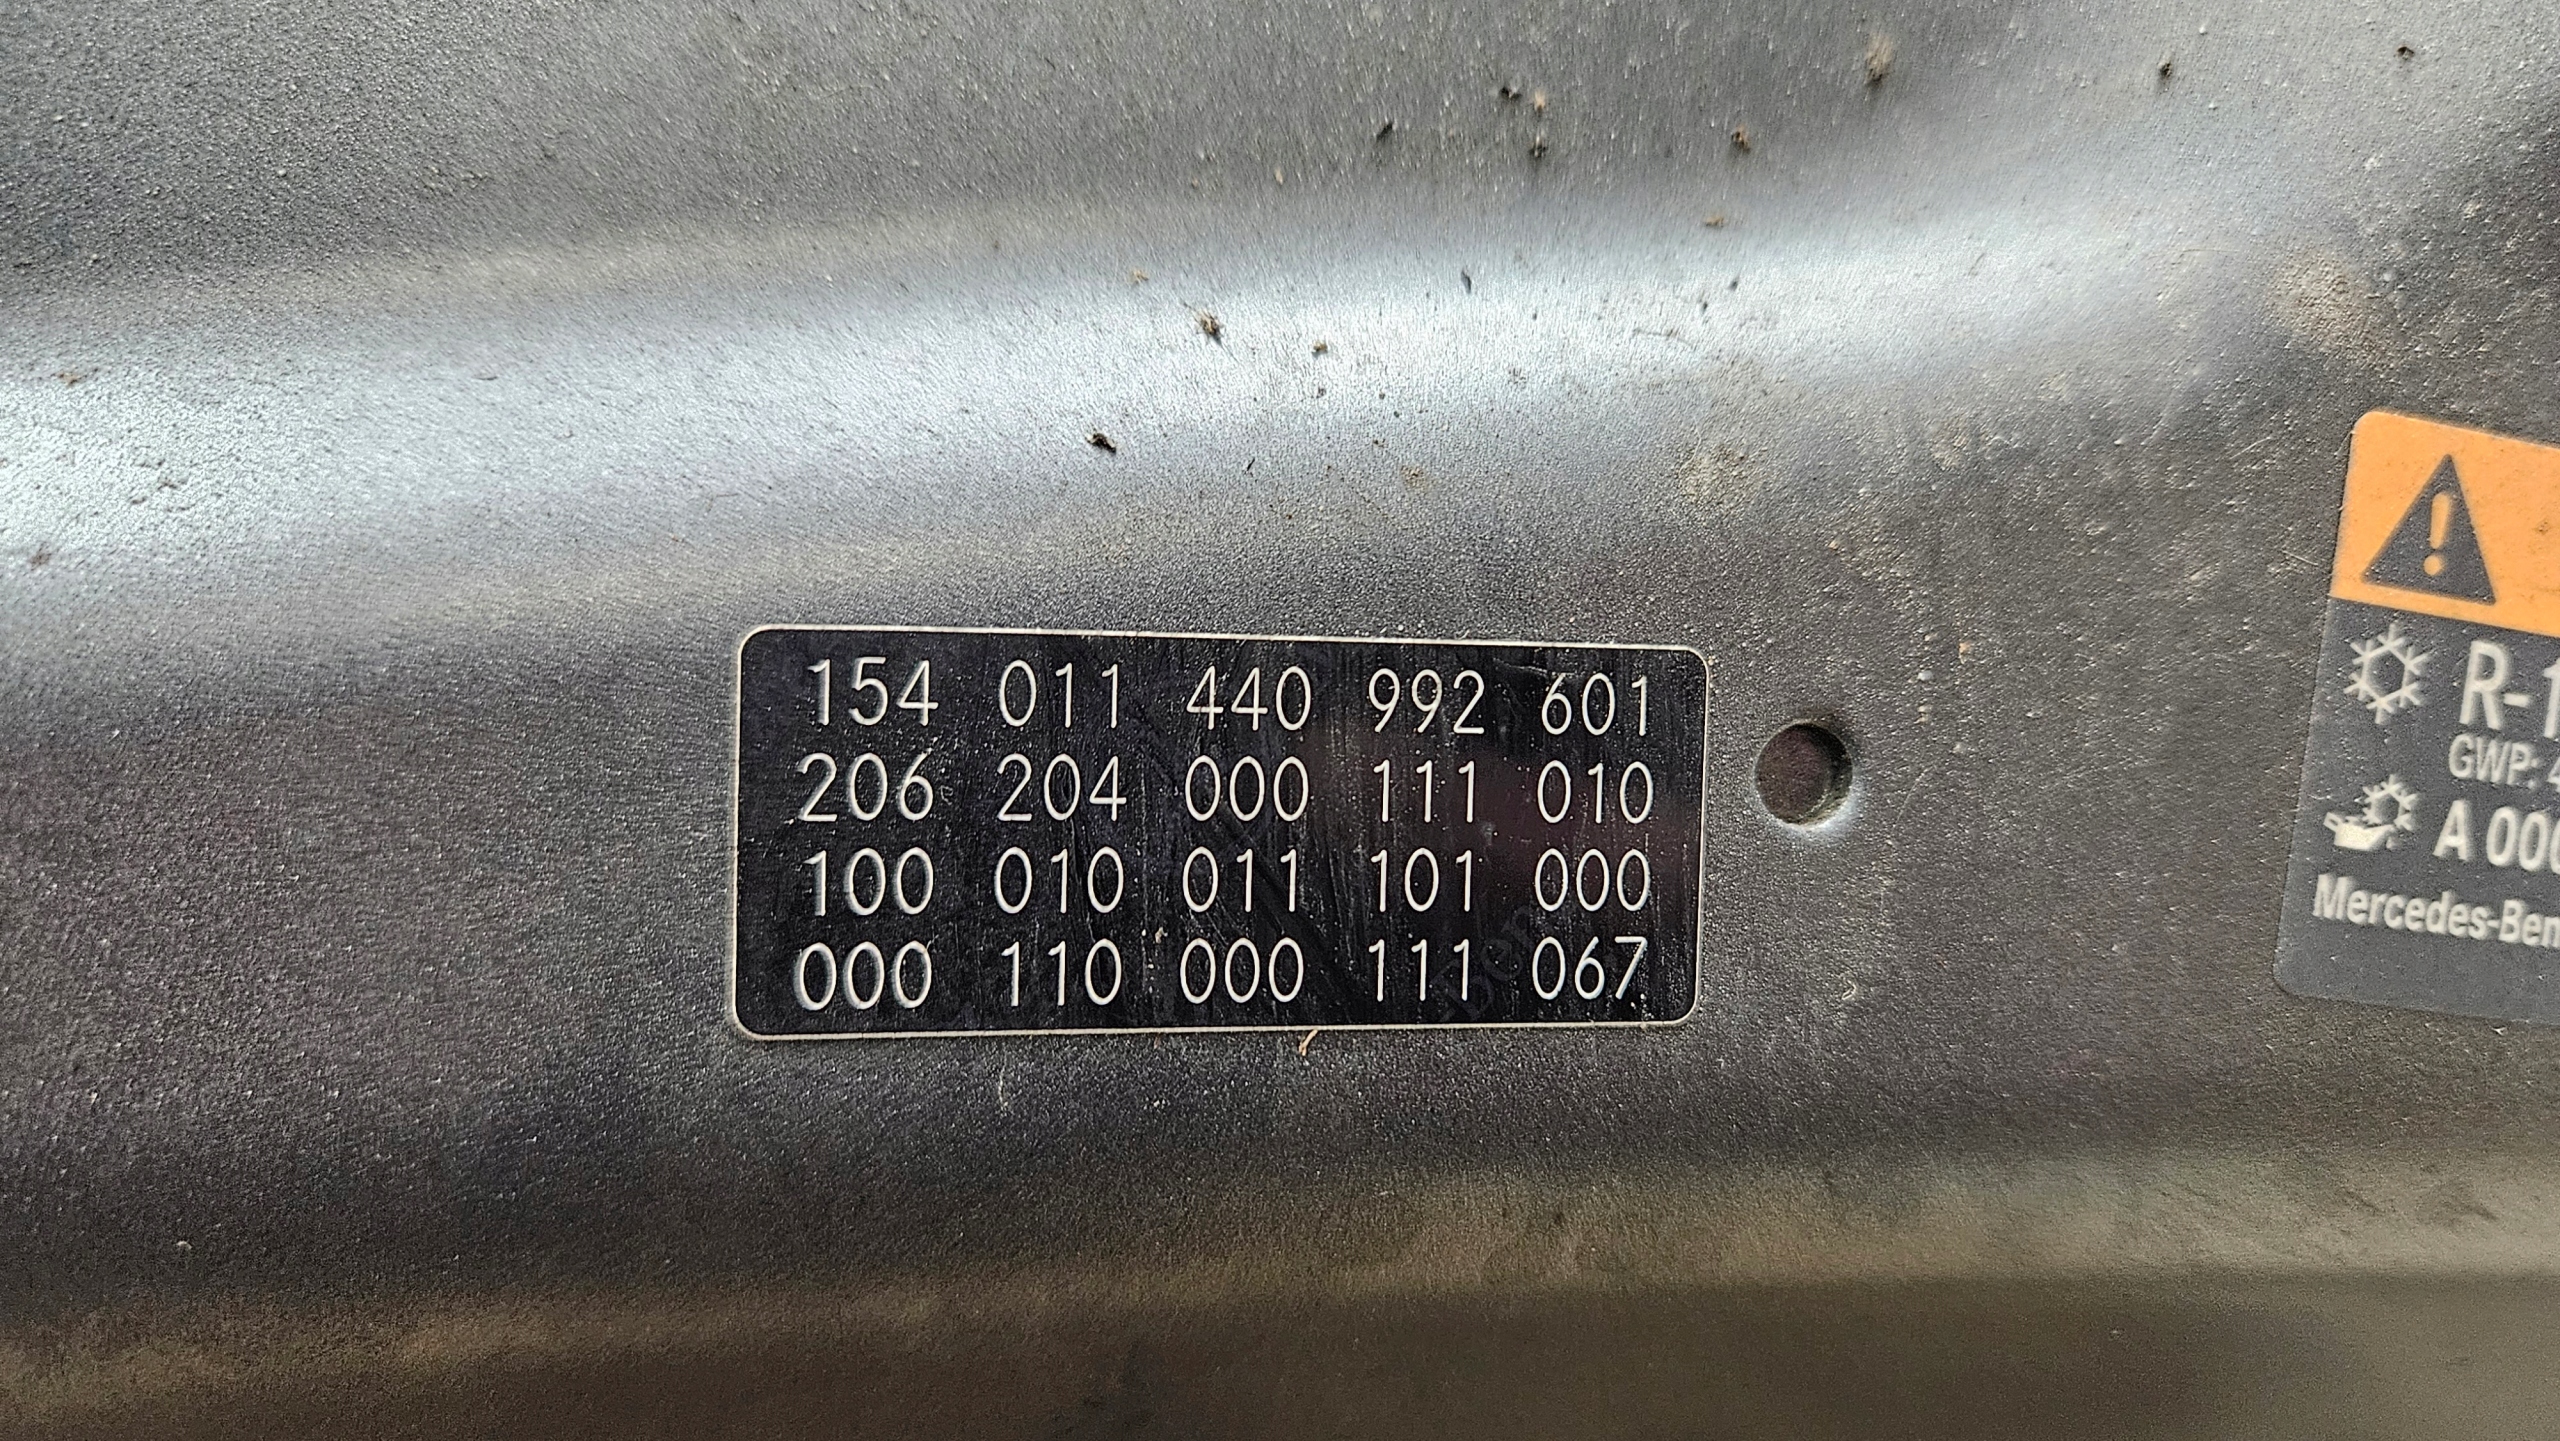 154 011 440 992 601
206 204 000 111 010
100 010 011 101 000
000 110 000 111 067
R-1
GWP: 4
A 000
Mercedes-Ben